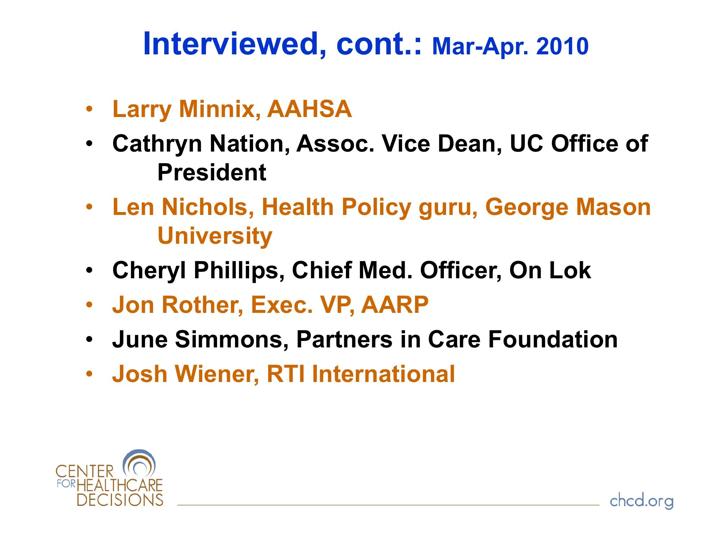 Interviewed, cont.: Mar-Apr. 2010
• Larry Minnix, AAHSA
• Cathryn Nation, Assoc. Vice Dean, UC Office of
President
• Len Nichols, Health Policy guru, George Mason
University
• Cheryl Phillips, Chief Med. Officer, On Lok
• Jon Rother, Exec. VP, AARP
• June Simmons, Partners in Care Foundation
• Josh Wiener, RTI International
CENTER
FOR HEALTHCARE
DECISIONS
chcd.org